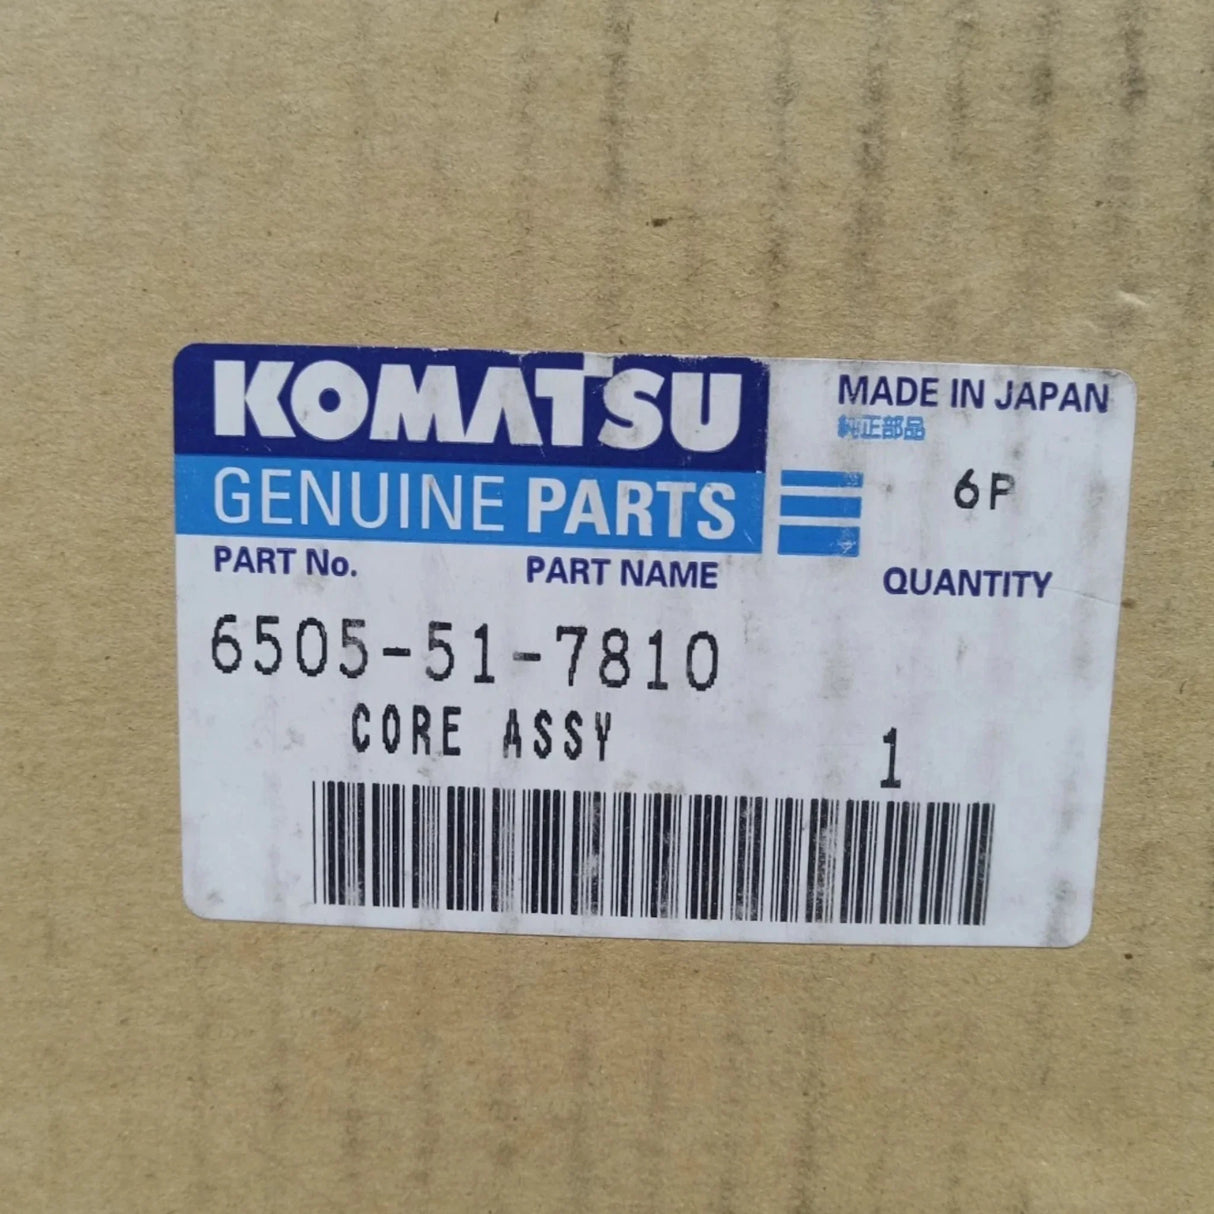 KOMATSU
GENUINE PARTS
MADE IN JAPAN
純正部品
6P
PART No.
PART NAME
QUANTITY
6505-51-7810
CORE ASSY
1